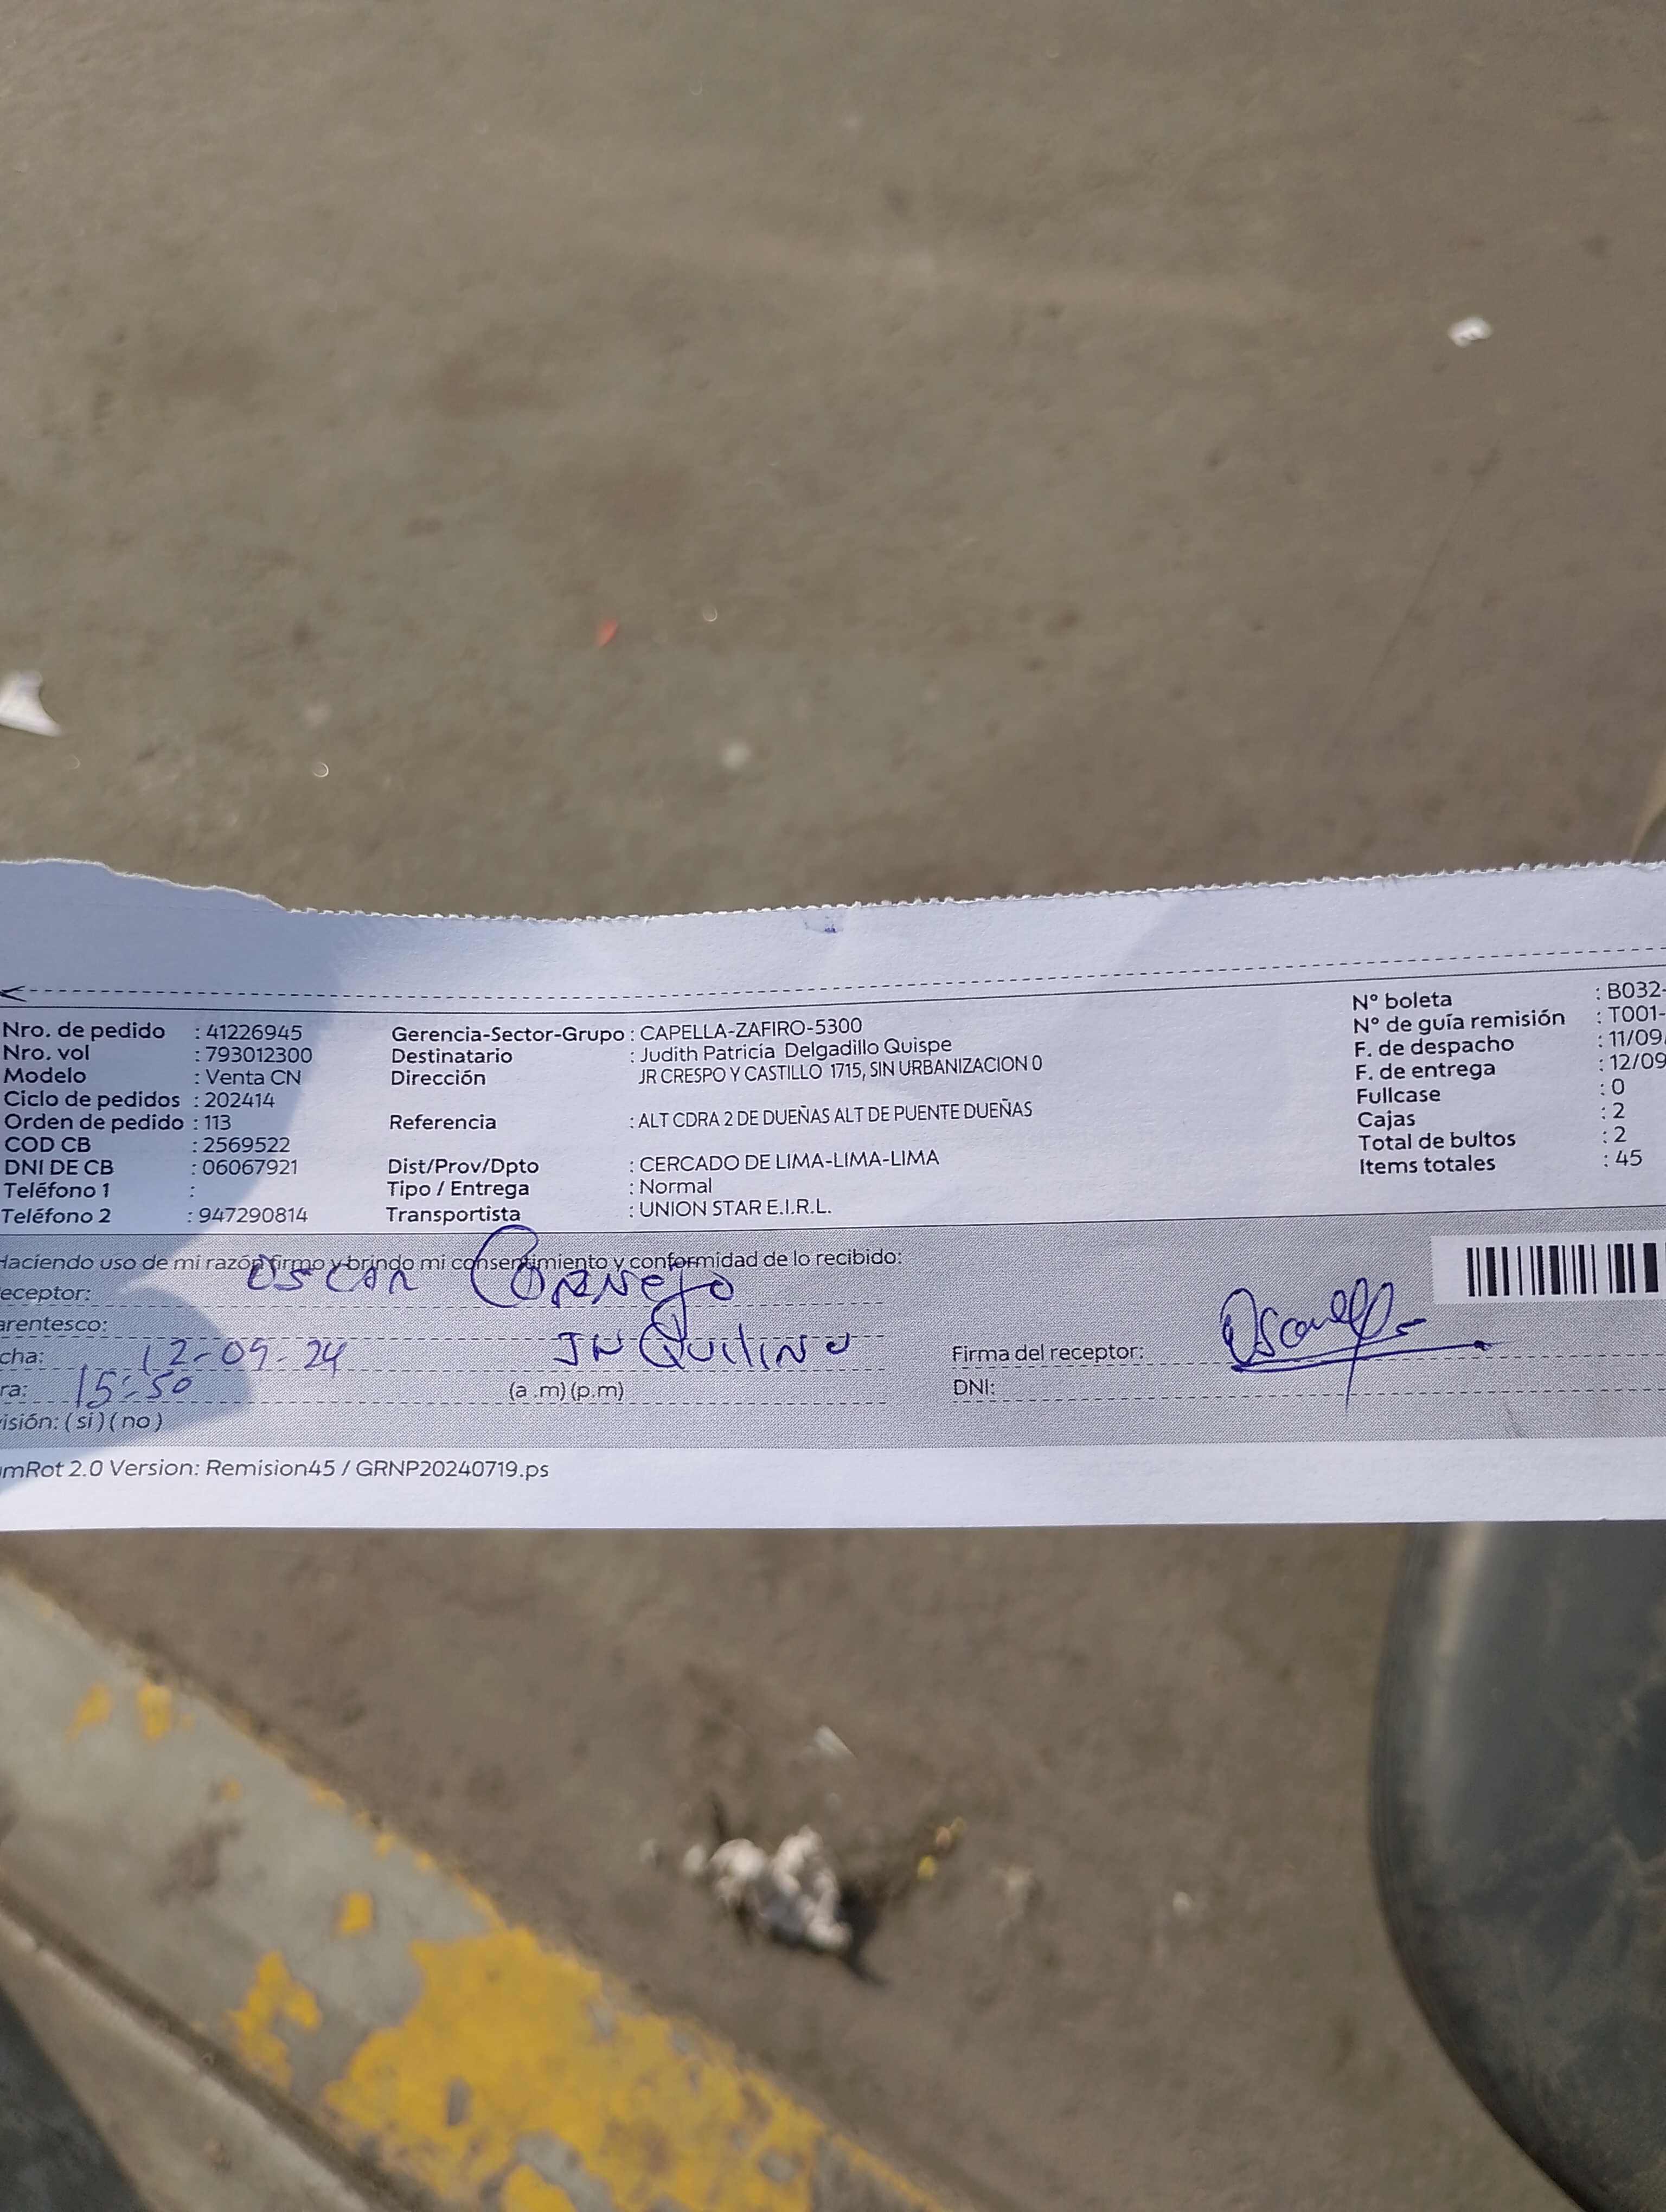 Nro. de pedido : 41226945
Nro. vol : 793012300
Modelo : Venta CN
Ciclo de pedidos : 202414
Orden de pedido : 113
COD CB : 2569522
DNI DE CB : 06067921
Teléfono 1 :
Teléfono 2 : 947290814
Gerencia-Sector-Grupo : CAPELLA-ZAFIRO-5300
Destinatario : Judith Patricia Delgadillo Quispe
Dirección JR CRESPO Y CASTILLO 1715, SIN URBANIZACION 0
Referencia : ALT CDRA 2 DE DUEÑAS ALT DE PUENTE DUEÑAS
Dist/Prov/Dpto : CERCADO DE LIMA-LIMA-LIMA
Tipo / Entrega : Normal
Transportista : UNION STAR E.I.R.L.
N° boleta : B032-
N° de guía remisión : T001-
F. de despacho : 11/09
F. de entrega : 12/09
Fullcase : 0
Cajas : 2
Total de bultos : 2
Items totales : 45
Haciendo uso de mi razón firmo y brindo mi consentimiento y conformidad de lo recibido:
eceptor: OSCAR CORNEJO
arentesco: INQUILINO
cha: 12-09-24
ra: 15:50 (a .m) (p.m)
isión: ( si ) ( no )
Firma del receptor:
DNI:
mRot 2.0 Version: Remision45 / GRNP20240719.ps